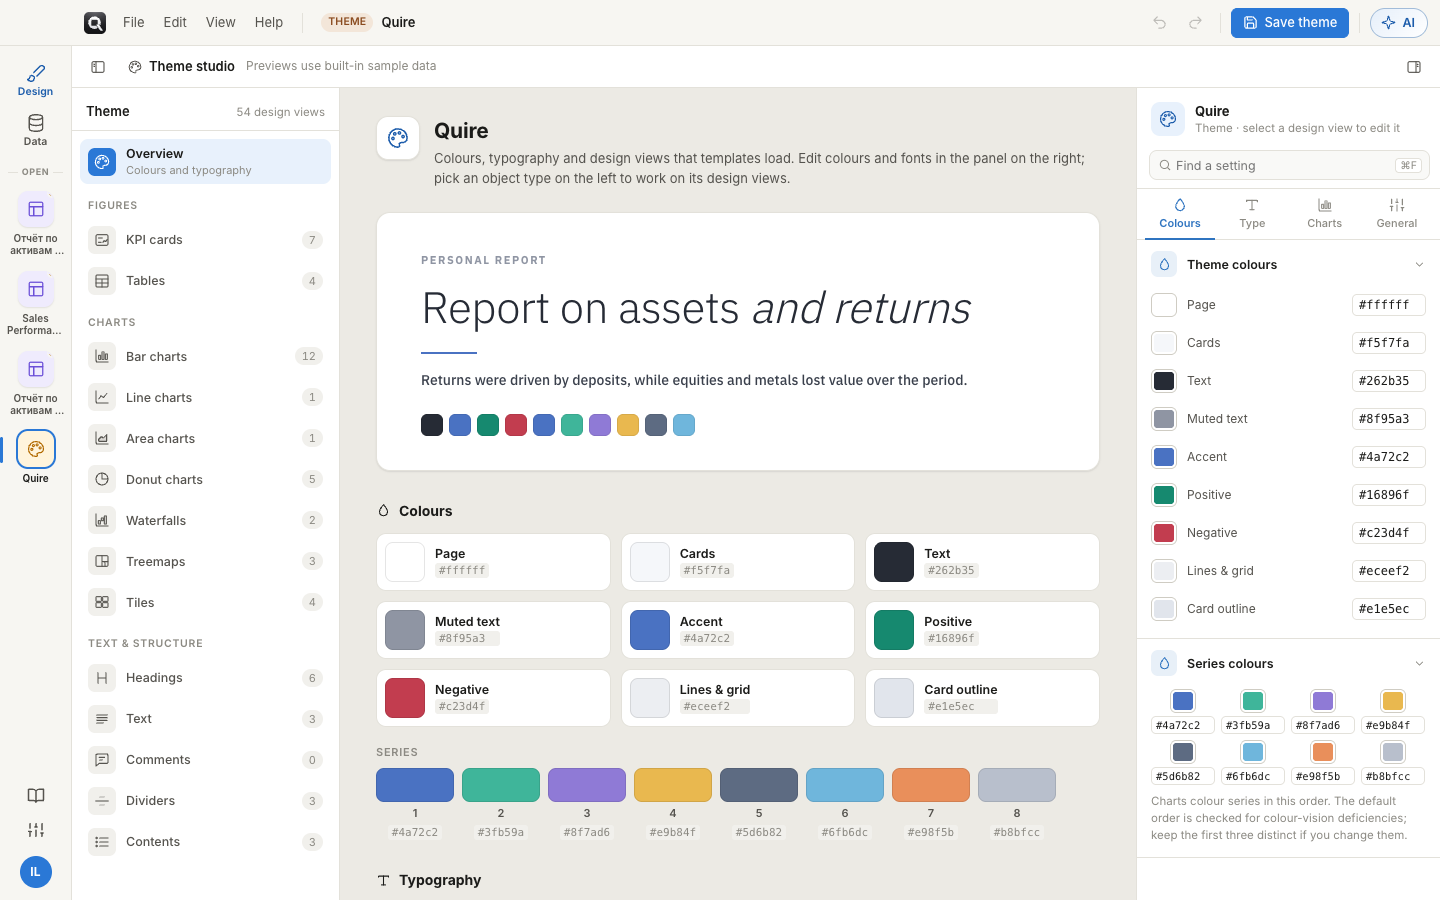 File
Edit
View
Help
THEME
Quire
Save theme
AI
Design
Data
OPEN
Отчёт по
активам ...
Sales
Performa...
Отчёт по
активам ...
Quire
IL
Theme studio
Previews use built-in sample data
Theme
54 design views
Overview
Colours and typography
FIGURES
KPI cards
7
Tables
4
CHARTS
Bar charts
12
Line charts
1
Area charts
1
Donut charts
5
Waterfalls
2
Treemaps
3
Tiles
4
TEXT & STRUCTURE
Headings
6
Text
3
Comments
0
Dividers
3
Contents
3
Quire
Colours, typography and design views that templates load. Edit colours and fonts in the panel on the right;
pick an object type on the left to work on its design views.
PERSONAL REPORT
Report on assets and returns
Returns were driven by deposits, while equities and metals lost value over the period.
Colours
Page
#ffffff
Cards
#f5f7fa
Text
#262b35
Muted text
#8f95a3
Accent
#4a72c2
Positive
#16896f
Negative
#c23d4f
Lines & grid
#eceef2
Card outline
#e1e5ec
SERIES
1
#4a72c2
2
#3fb59a
3
#8f7ad6
4
#e9b84f
5
#5d6b82
6
#6fb6dc
7
#e98f5b
8
#b8bfcc
Typography
Quire
Theme · select a design view to edit it
Find a setting
⌘F
Colours
Type
Charts
General
Theme colours
Page
#ffffff
Cards
#f5f7fa
Text
#262b35
Muted text
#8f95a3
Accent
#4a72c2
Positive
#16896f
Negative
#c23d4f
Lines & grid
#eceef2
Card outline
#e1e5ec
Series colours
#4a72c2
#3fb59a
#8f7ad6
#e9b84f
#5d6b82
#6fb6dc
#e98f5b
#b8bfcc
Charts colour series in this order. The default
order is checked for colour-vision deficiencies;
keep the first three distinct if you change them.